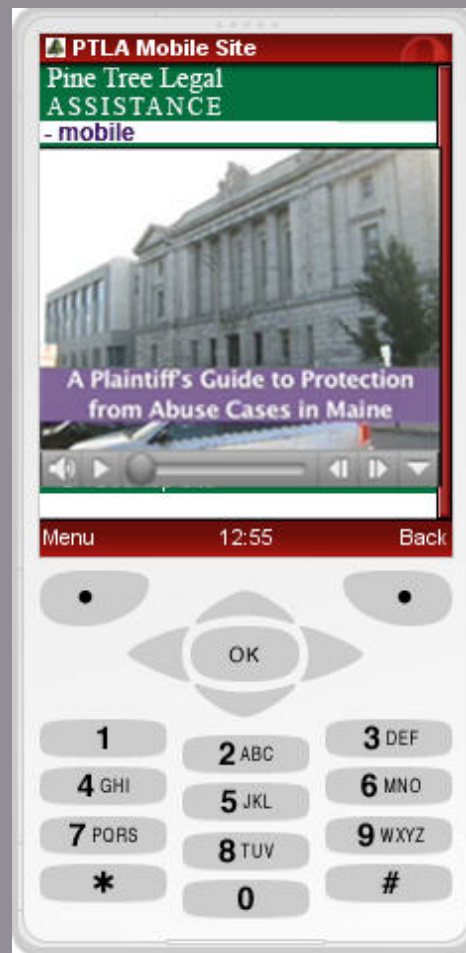 PTLA Mobile Site
Pine Tree Legal
ASSISTANCE
- mobile
A Plaintiff's Guide to Protection
from Abuse Cases in Maine
Menu 12:55 Back
OK
1 2 ABC 3 DEF
4 GHI 5 JKL 6 MNO
7 PQRS 8 TUV 9 WXYZ
* 0 #